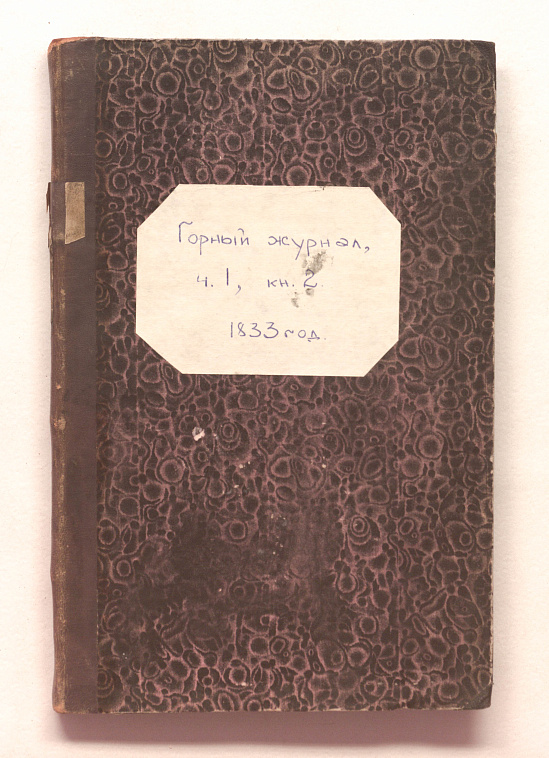 Горный журнал,
ч. 1, кн. 2.
1833 год.